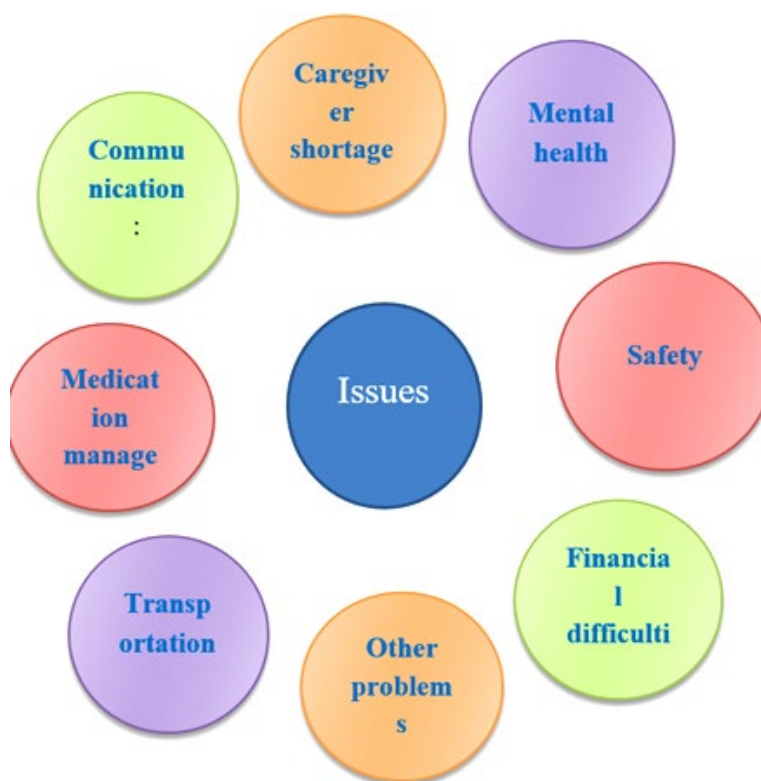 Caregiv
er
shortage
Mental
health
Commu
nication
:
Safety
Issues
Medicat
ion
manage
Financia
l
difficulti
Transp
ortation
Other
problem
s